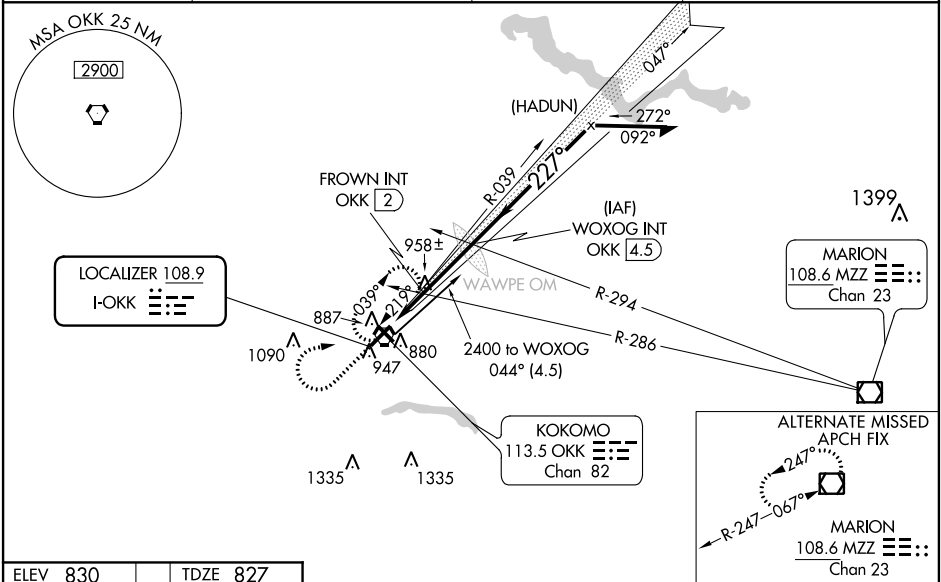 MSA OKK 25 NM
2900
(HADUN)
047°
272°
092°
227°
R-039
FROWN INT
OKK 2
(IAF)
WOXOG INT
OKK 4.5
1399
958±
WAWPE OM
LOCALIZER 108.9
I-OKK
MARION
108.6 MZZ
Chan 23
R-294
R-286
039°
219°
887
1090
947
880
2400 to WOXOG
044° (4.5)
KOKOMO
113.5 OKK
Chan 82
1335
1335
ALTERNATE MISSED
APCH FIX
247°
R-247
067°
MARION
108.6 MZZ
Chan 23
ELEV 830
TDZE 827